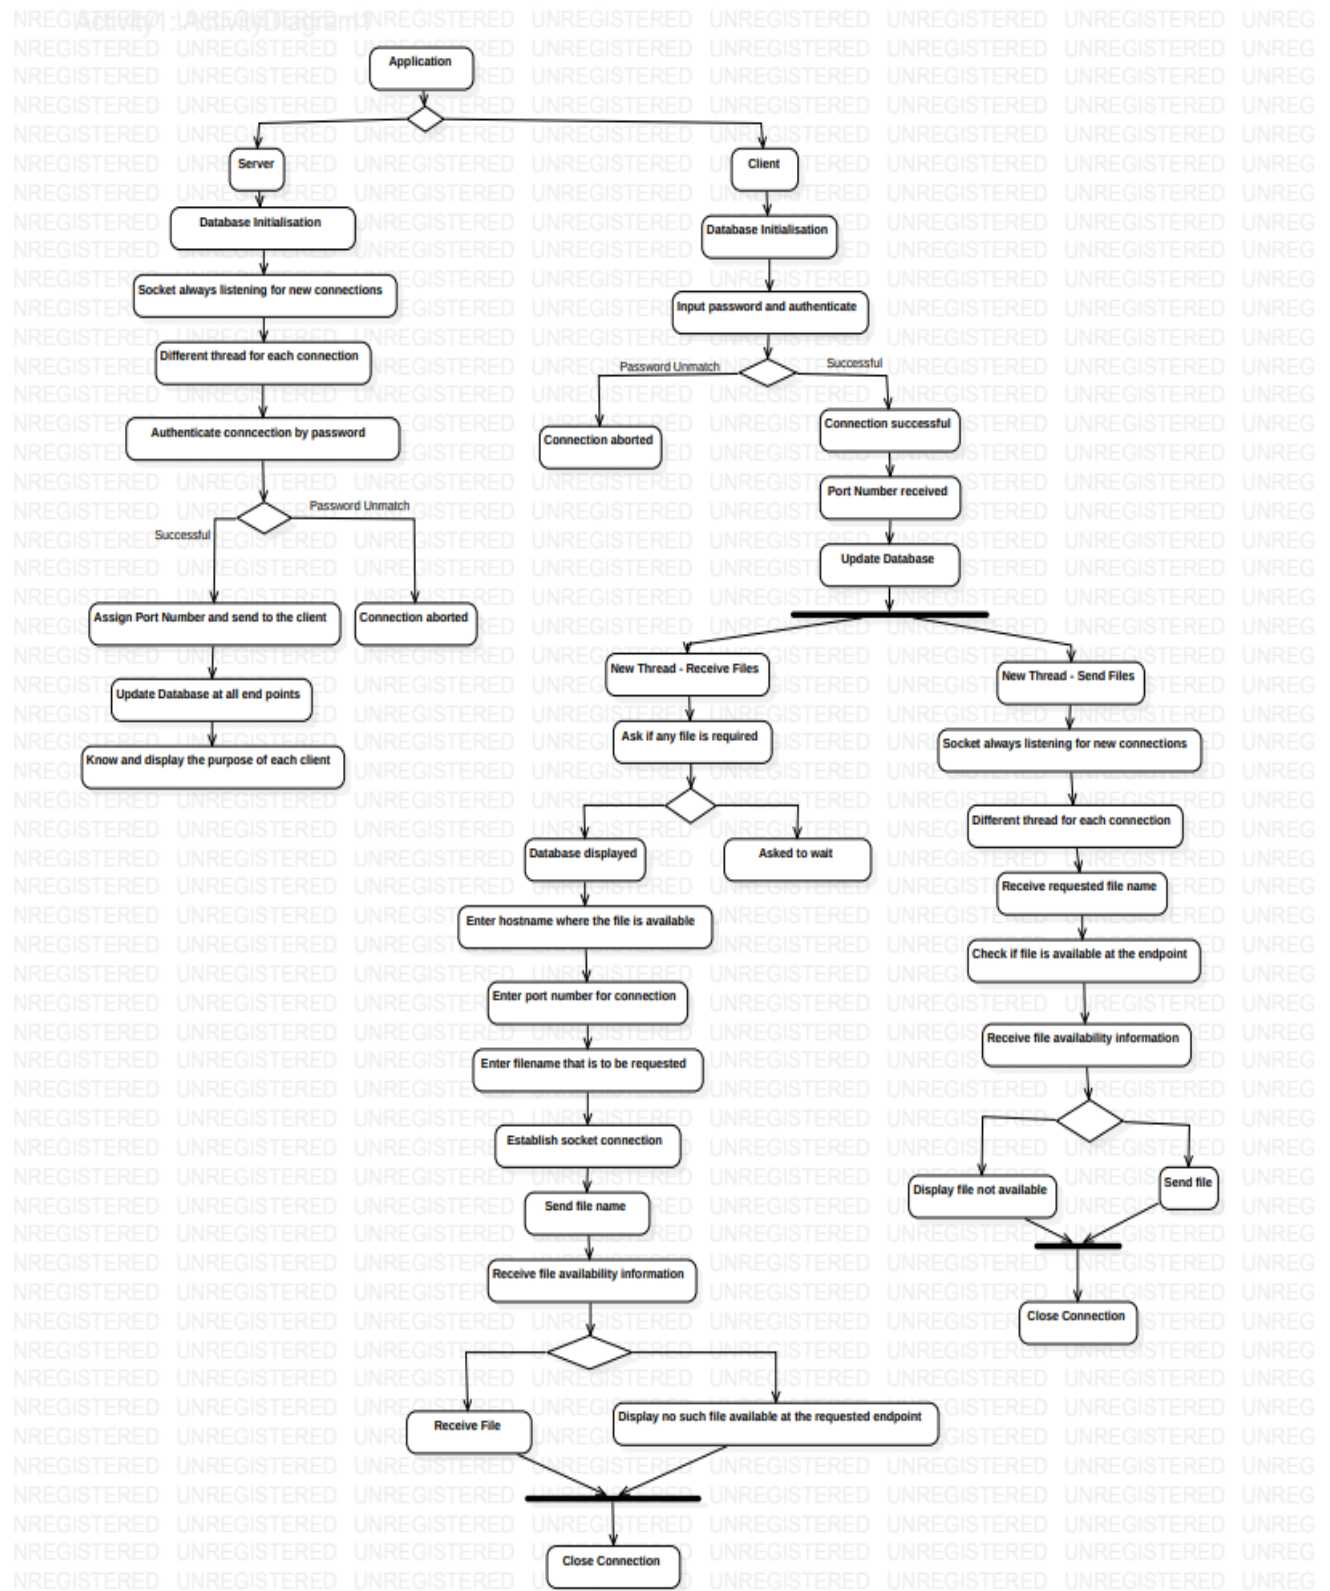 Activity1::ActivityDiagram1
Application
Server
Client
Database Initialisation
Database Initialisation
Socket always listening for new connections
Input password and authenticate
Different thread for each connection
Password Unmatch
Successful
Authenticate conncection by password
Connection aborted
Connection successful
Port Number received
Password Unmatch
Successful
Update Database
Assign Port Number and send to the client
Connection aborted
Update Database at all end points
Know and display the purpose of each client
New Thread - Receive Files
New Thread - Send Files
Ask if any file is required
Socket always listening for new connections
Database displayed
Asked to wait
Different thread for each connection
Receive requested file name
Enter hostname where the file is available
Check if file is available at the endpoint
Enter port number for connection
Receive file availability information
Enter filename that is to be requested
Establish socket connection
Display file not available
Send file
Send file name
Receive file availability information
Close Connection
Receive File
Display no such file available at the requested endpoint
Close Connection